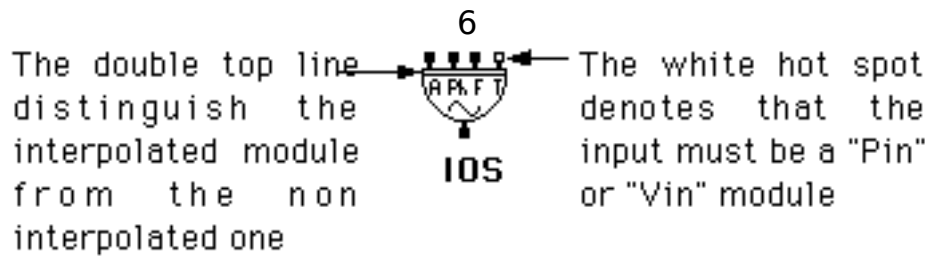 6
The double top line
distinguish the
interpolated module
from the non
interpolated one
A Ph F T
IOS
The white hot spot
denotes that the
input must be a "Pin"
or "Vin" module